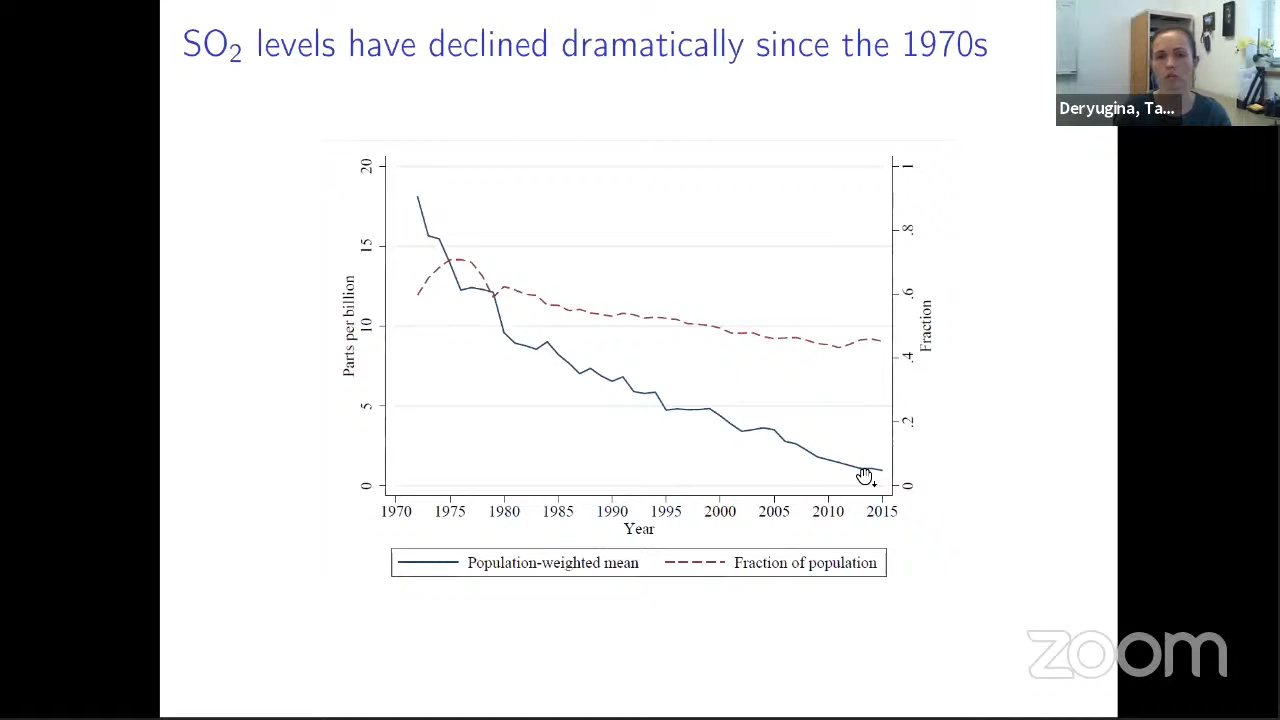 SO₂ levels have declined dramatically since the 1970s
Deryugina, Ta...
20
15
10
5
0
Parts per billion
1
.8
.6
.4
.2
0
Fraction
1970 1975 1980 1985 1990 1995 2000 2005 2010 2015
Year
Population-weighted mean Fraction of population
zoom